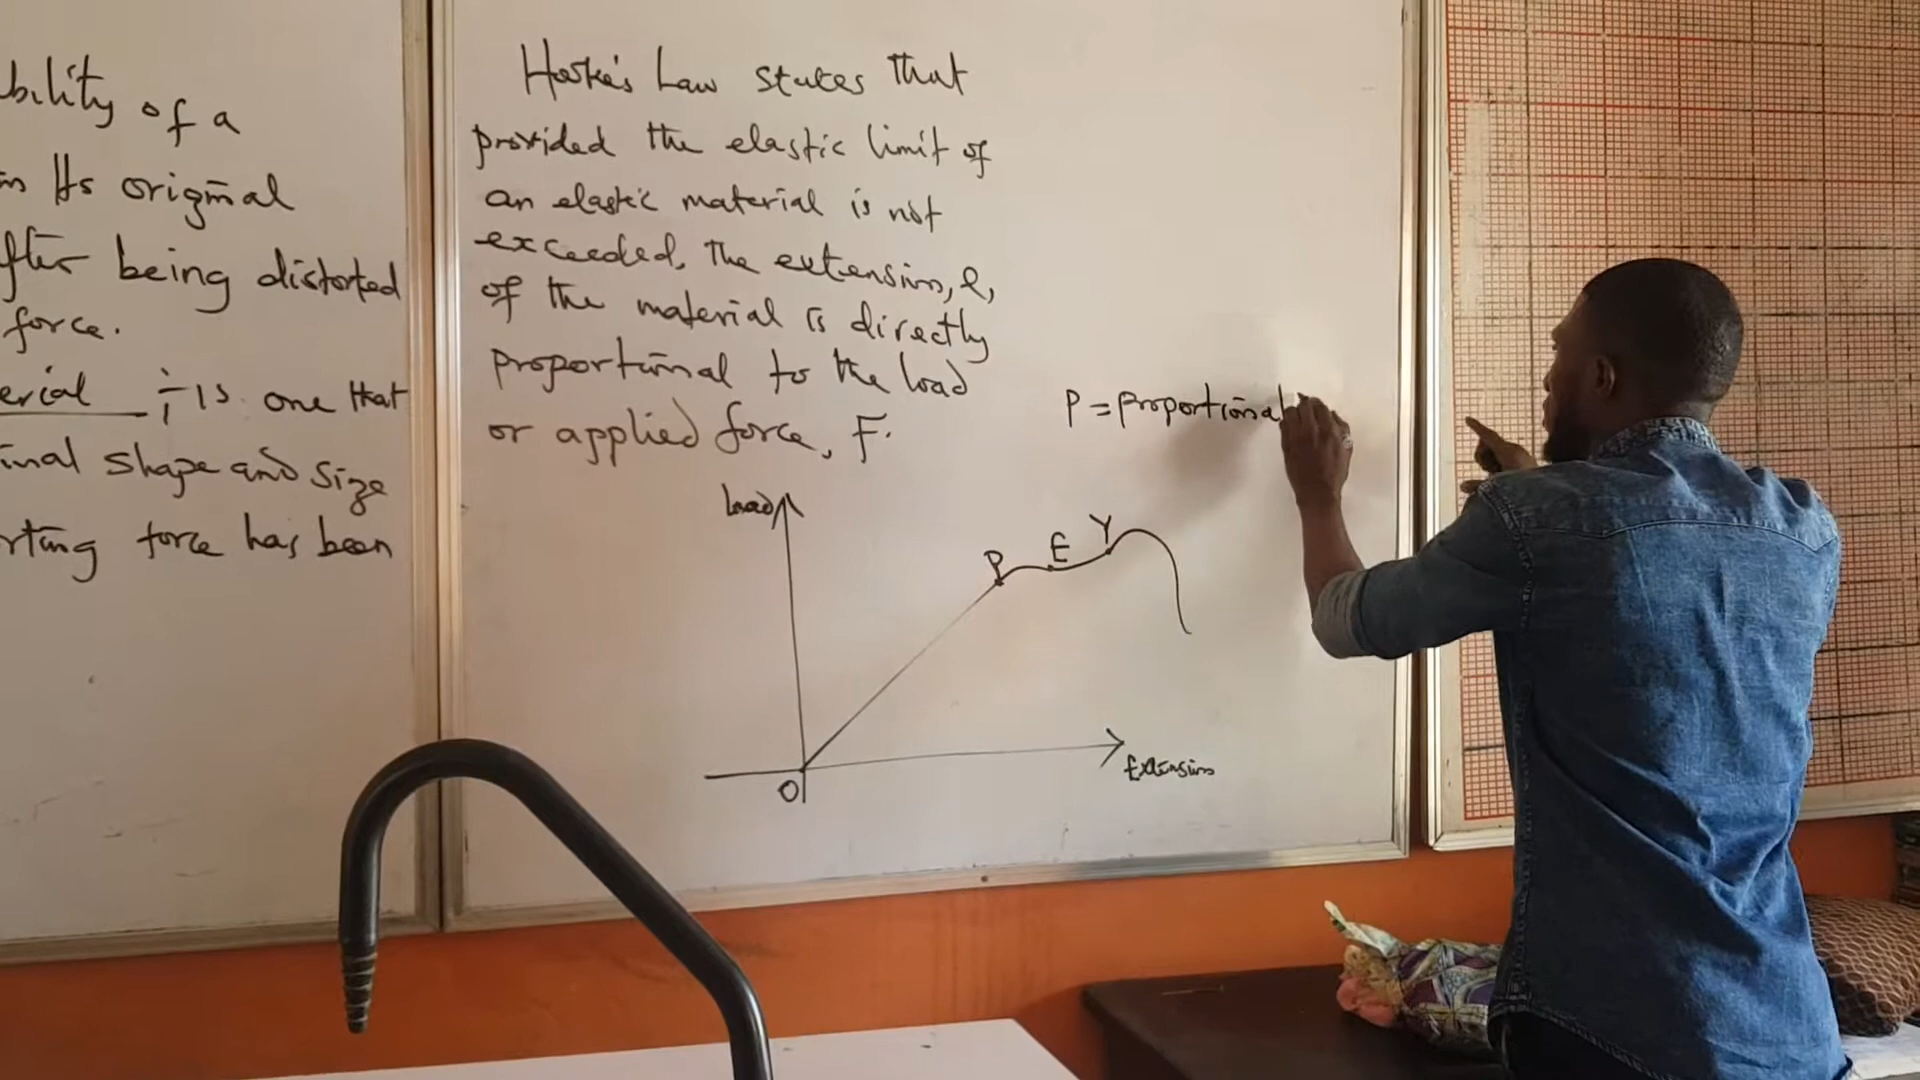 bility of a
its original
after being distorted
force.
erial is one that
inal shape and size
rting force has been
Hooke's Law states that
provided the elastic limit of
an elastic material is not
exceeded, the extension, e,
of the material is directly
proportional to the load
or applied force, F.
P = Proportional
Load
P
E
Y
O
Extension